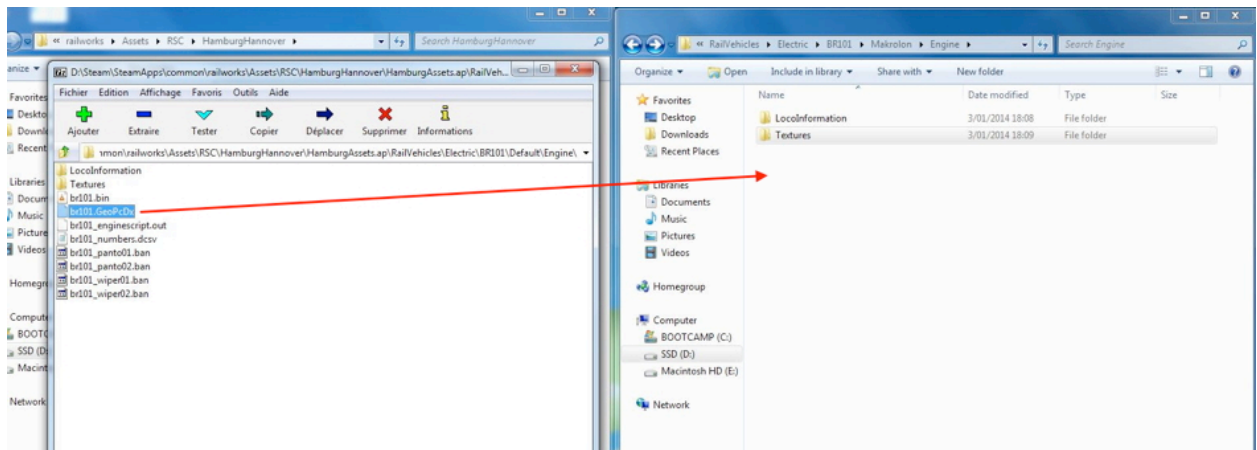 « railworks ▸ Assets ▸ RSC ▸ HamburgHannover ▸
Search HamburgHannover
anize ▾
Favorites
Deskto
Downlo
Recent
Libraries
Docum
Music
Picture
Videos
Homegr
Compute
BOOTC
SSD (D:
Macint
Network
D:\Steam\SteamApps\common\railworks\Assets\RSC\HamburgHannover\HamburgAssets.ap\RailVeh...
Fichier Edition Affichage Favoris Outils Aide
Ajouter Extraire Tester Copier Déplacer Supprimer Informations
nmon\railworks\Assets\RSC\HamburgHannover\HamburgAssets.ap\RailVehicles\Electric\BR101\Default\Engine\
LocoInformation
Textures
br101.bin
br101.GeoPcDx
br101_enginescript.out
br101_numbers.dcsv
br101_panto01.ban
br101_panto02.ban
br101_wiper01.ban
br101_wiper02.ban
« RailVehicles ▸ Electric ▸ BR101 ▸ Makrolon ▸ Engine ▸
Search Engine
Organize ▾ Open Include in library ▾ Share with ▾ New folder
Favorites
Desktop
Downloads
Recent Places
Libraries
Documents
Music
Pictures
Videos
Homegroup
Computer
BOOTCAMP (C:)
SSD (D:)
Macintosh HD (E:)
Network
Name Date modified Type Size
LocoInformation 3/01/2014 18:08 File folder
Textures 3/01/2014 18:09 File folder